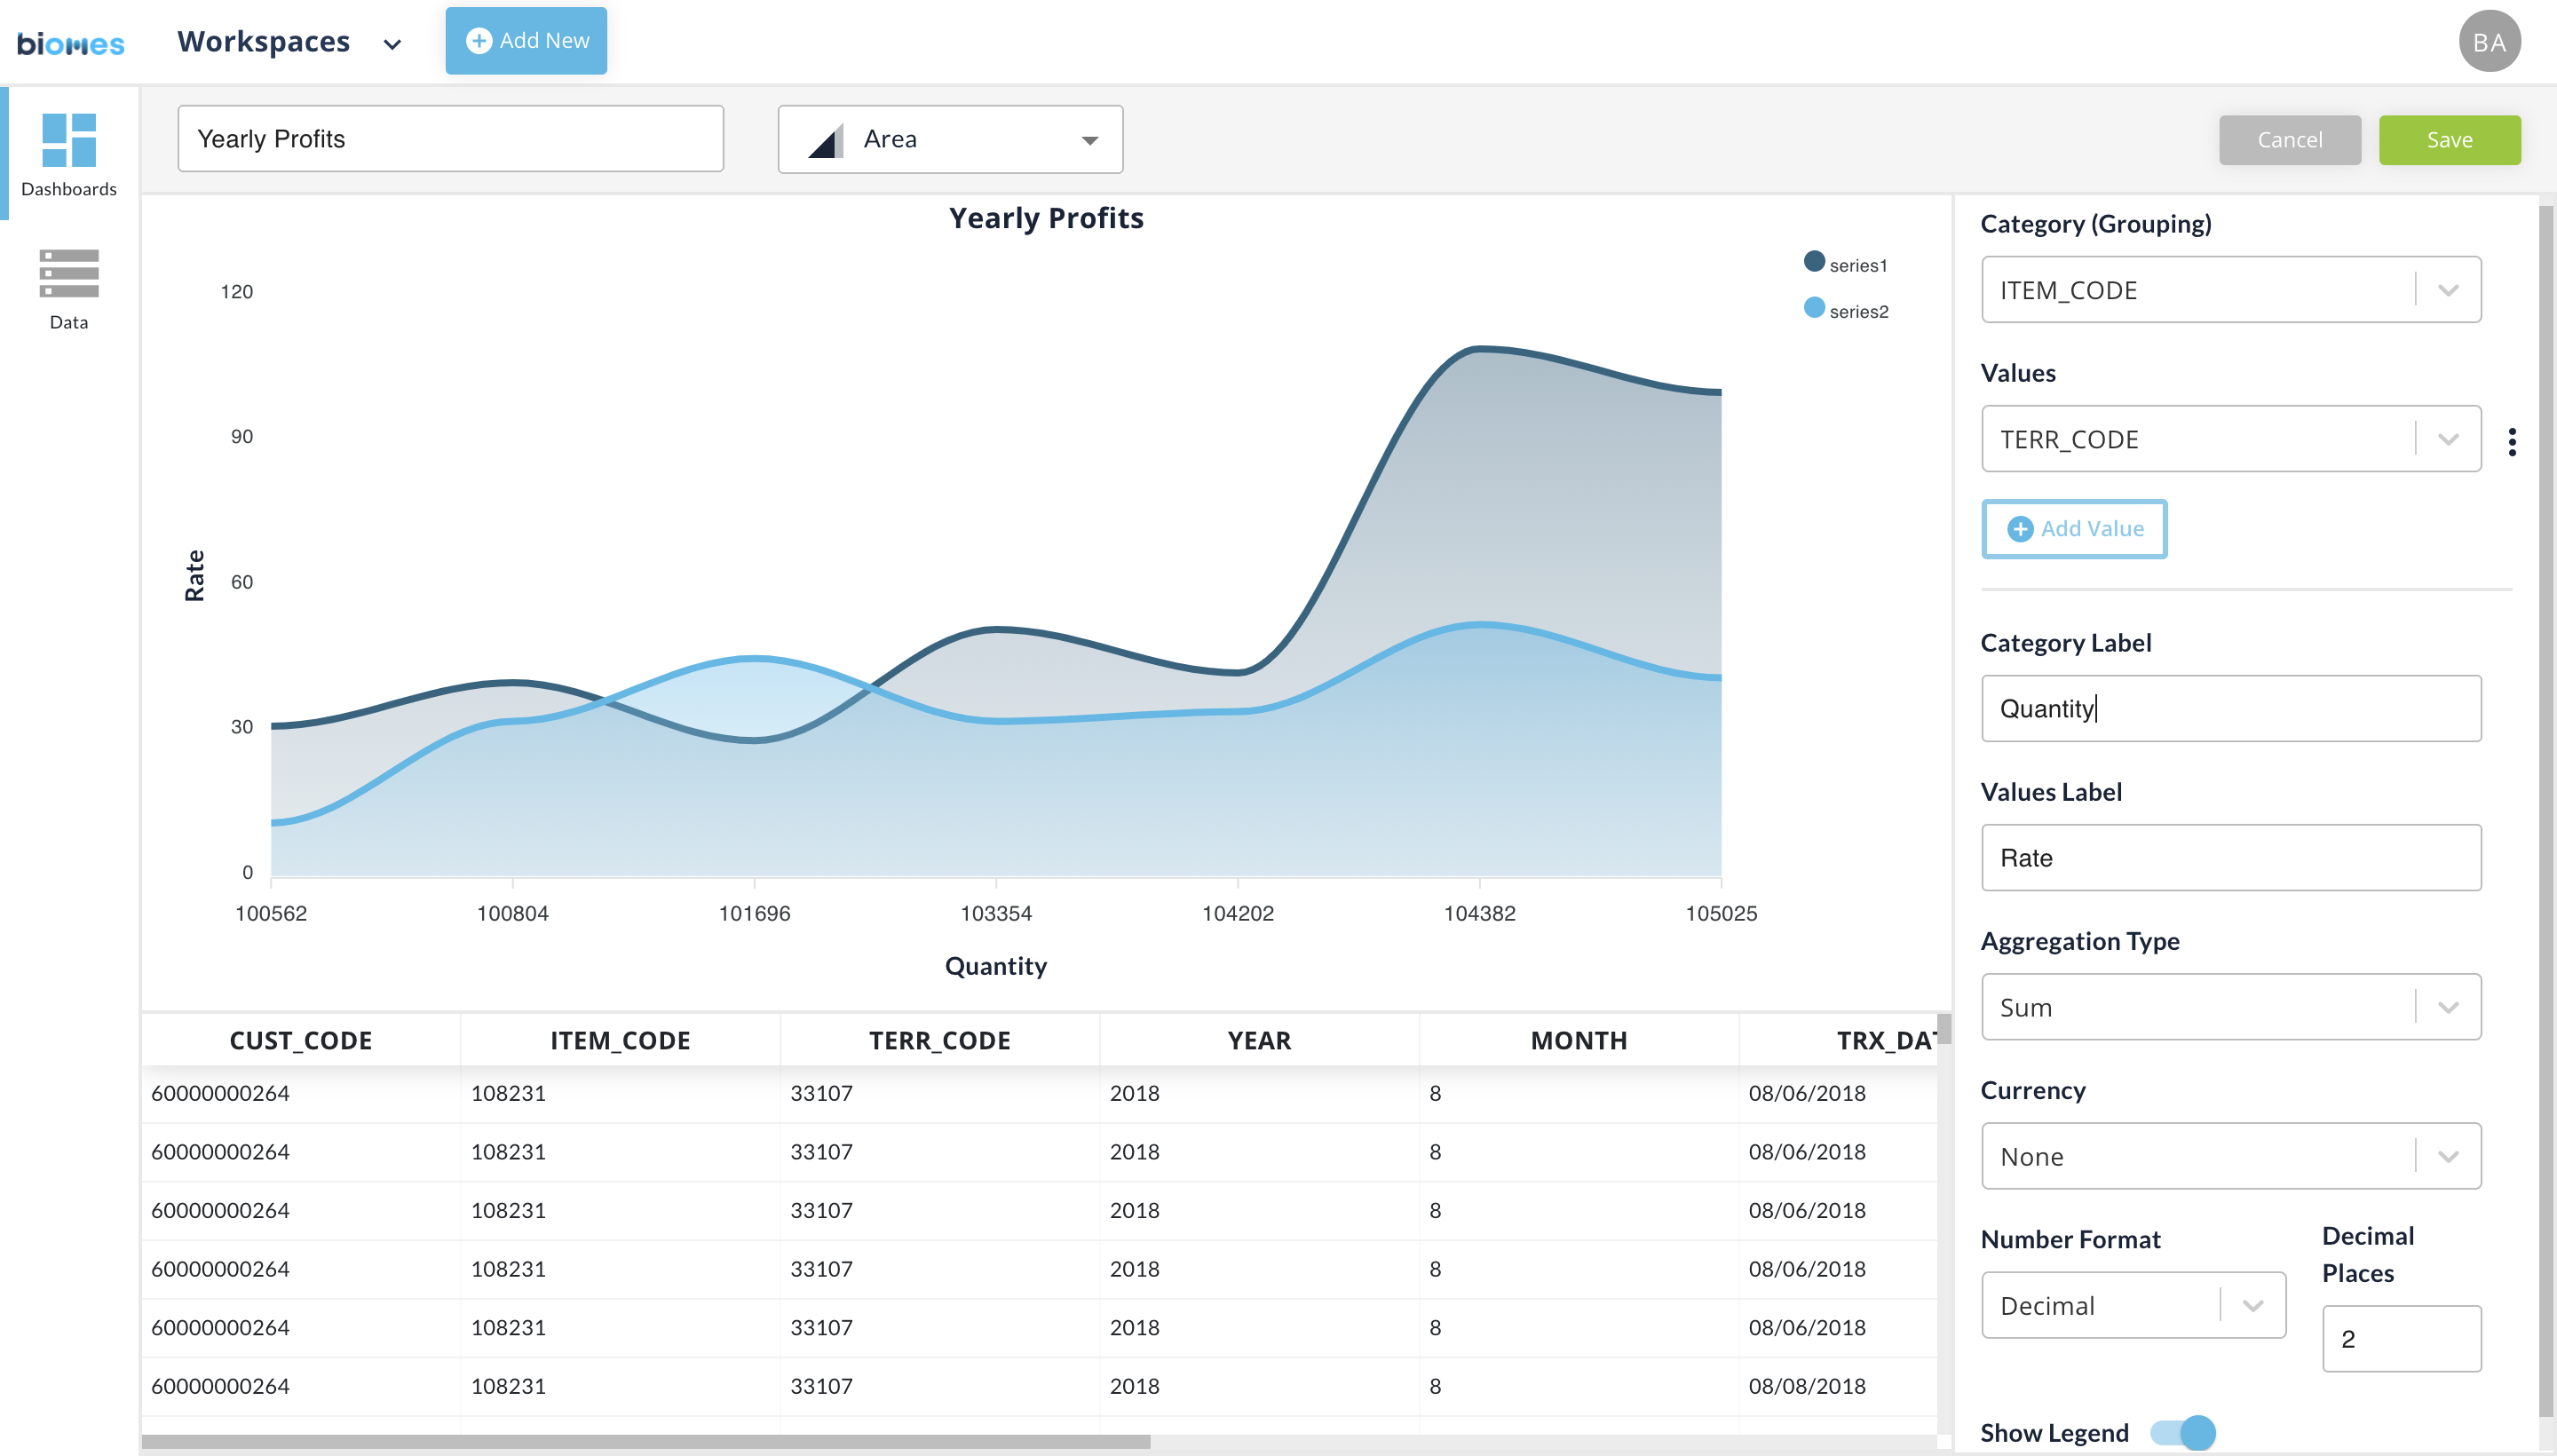 biomes
Workspaces
Add New
BA
Dashboards
Data
Yearly Profits
Area
Cancel
Save
Yearly Profits
series1
series2
120
90
60
30
0
Rate
100562 100804 101696 103354 104202 104382 105025
Quantity
CUST_CODE ITEM_CODE TERR_CODE YEAR MONTH TRX_DAT
60000000264 108231 33107 2018 8 08/06/2018
60000000264 108231 33107 2018 8 08/06/2018
60000000264 108231 33107 2018 8 08/06/2018
60000000264 108231 33107 2018 8 08/06/2018
60000000264 108231 33107 2018 8 08/06/2018
60000000264 108231 33107 2018 8 08/08/2018
Category (Grouping)
ITEM_CODE
Values
TERR_CODE
Add Value
Category Label
Quantity
Values Label
Rate
Aggregation Type
Sum
Currency
None
Number Format
Decimal
Decimal
Places
2
Show Legend